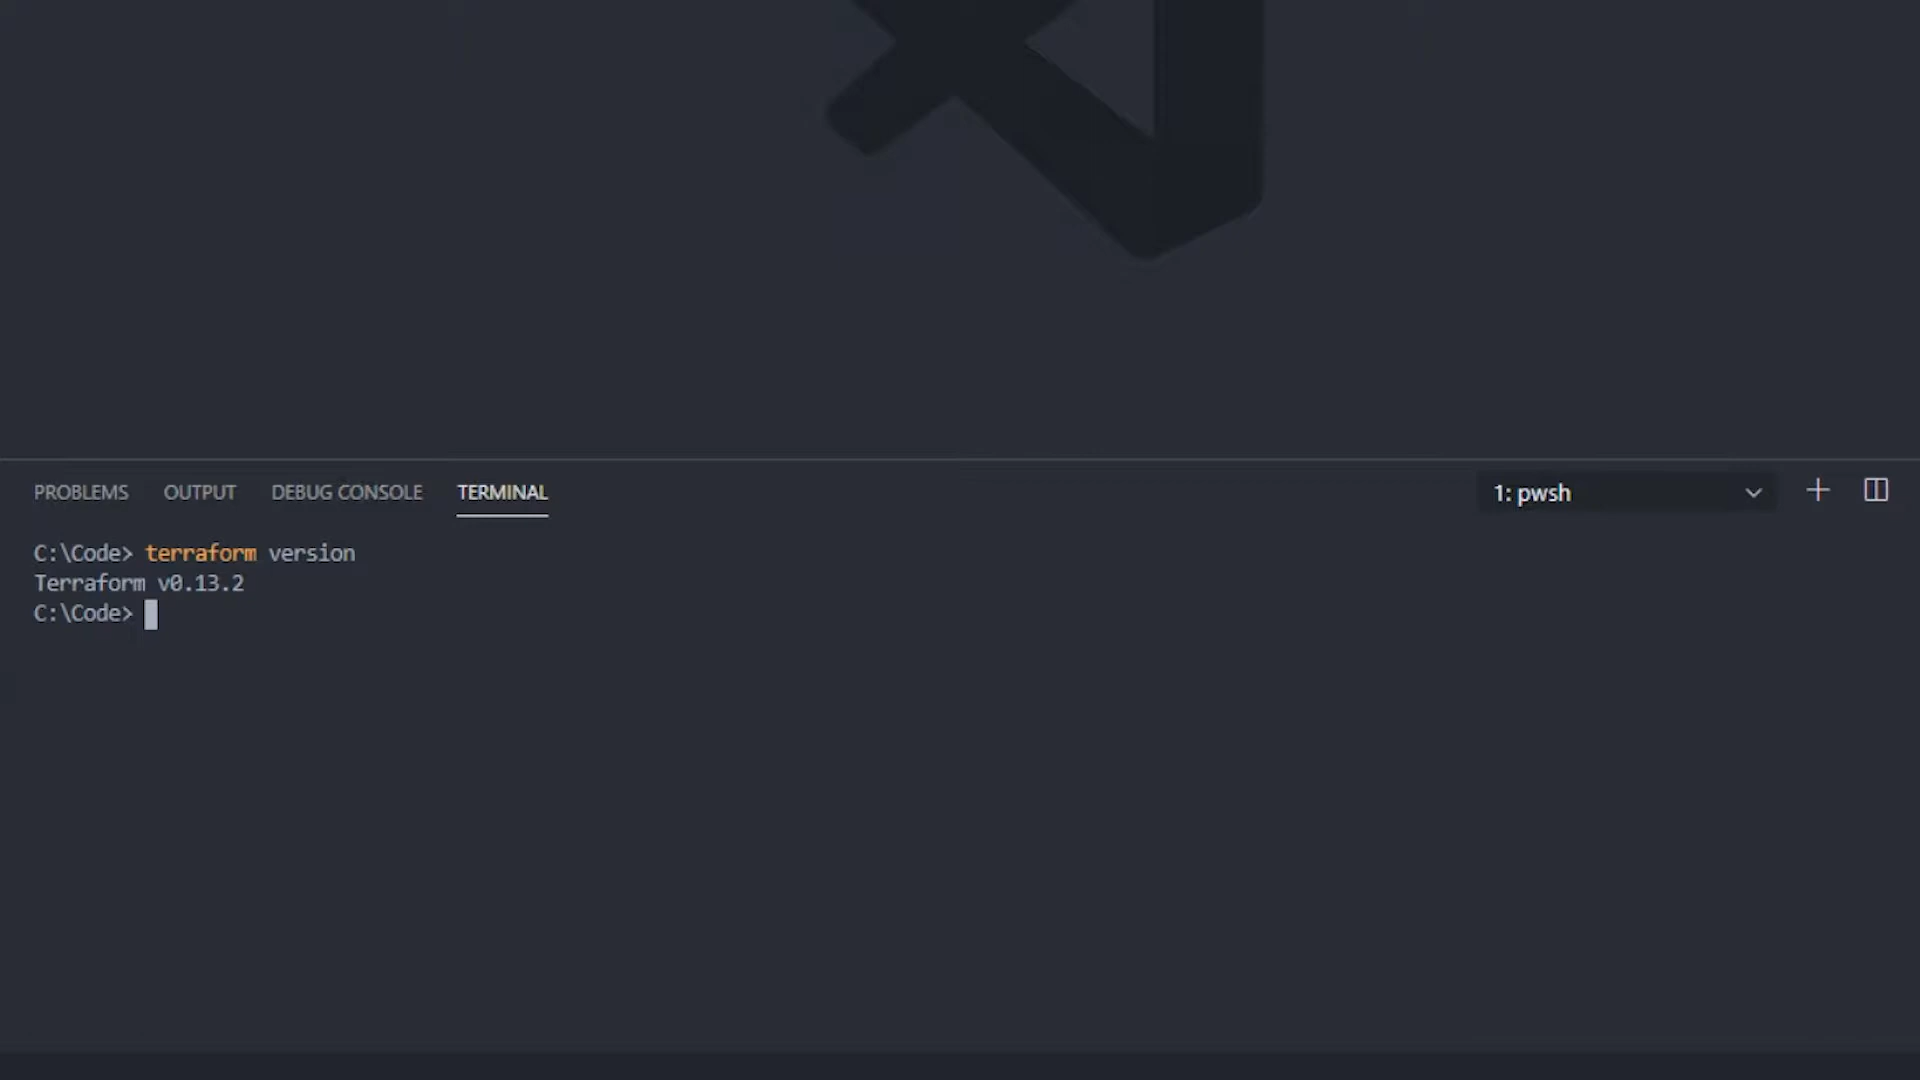 PROBLEMS OUTPUT DEBUG CONSOLE TERMINAL 1: pwsh
C:\Code> terraform version
Terraform v0.13.2
C:\Code>